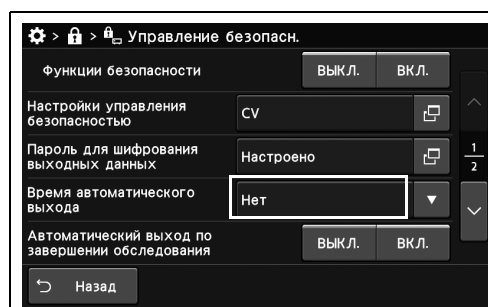 > > Управление безопасн.
Функции безопасности ВЫКЛ. ВКЛ.
Настройки управления
безопасностью
CV
Пароль для шифрования
выходных данных
Настроено
1
2
Время автоматического
выхода
Нет
Автоматический выход по
завершении обследования
ВЫКЛ. ВКЛ.
Назад